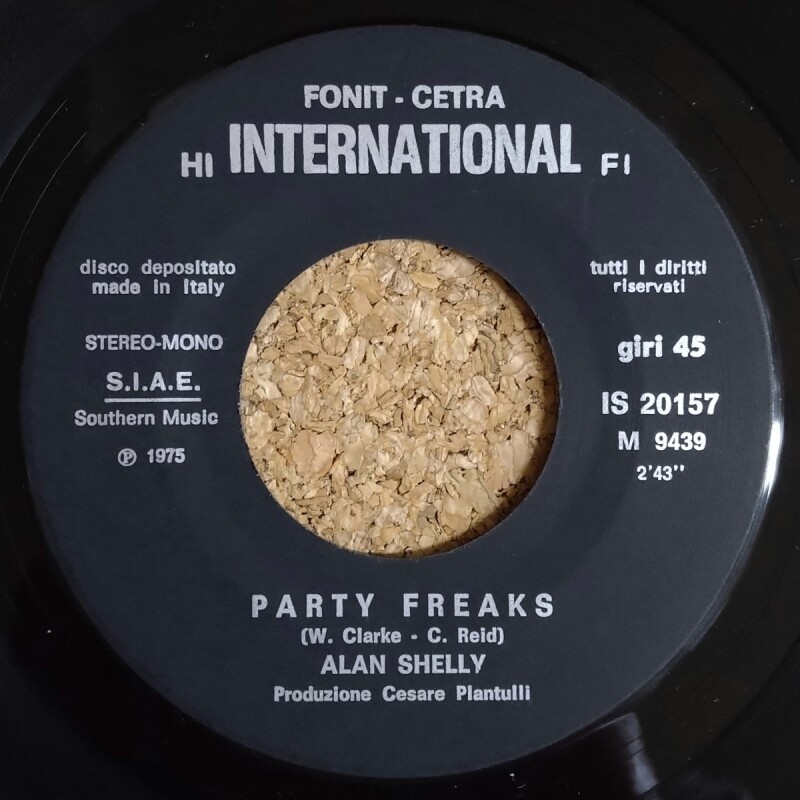 FONIT - CETRA
HI INTERNATIONAL FI
disco depositato
made in Italy
STEREO-MONO
S.I.A.E.
Southern Music
℗ 1975
tutti i diritti
riservati
giri 45
IS 20157
M 9439
2'43''
PARTY FREAKS
(W. Clarke - C. Reid)
ALAN SHELLY
Produzione Cesare Plantulli